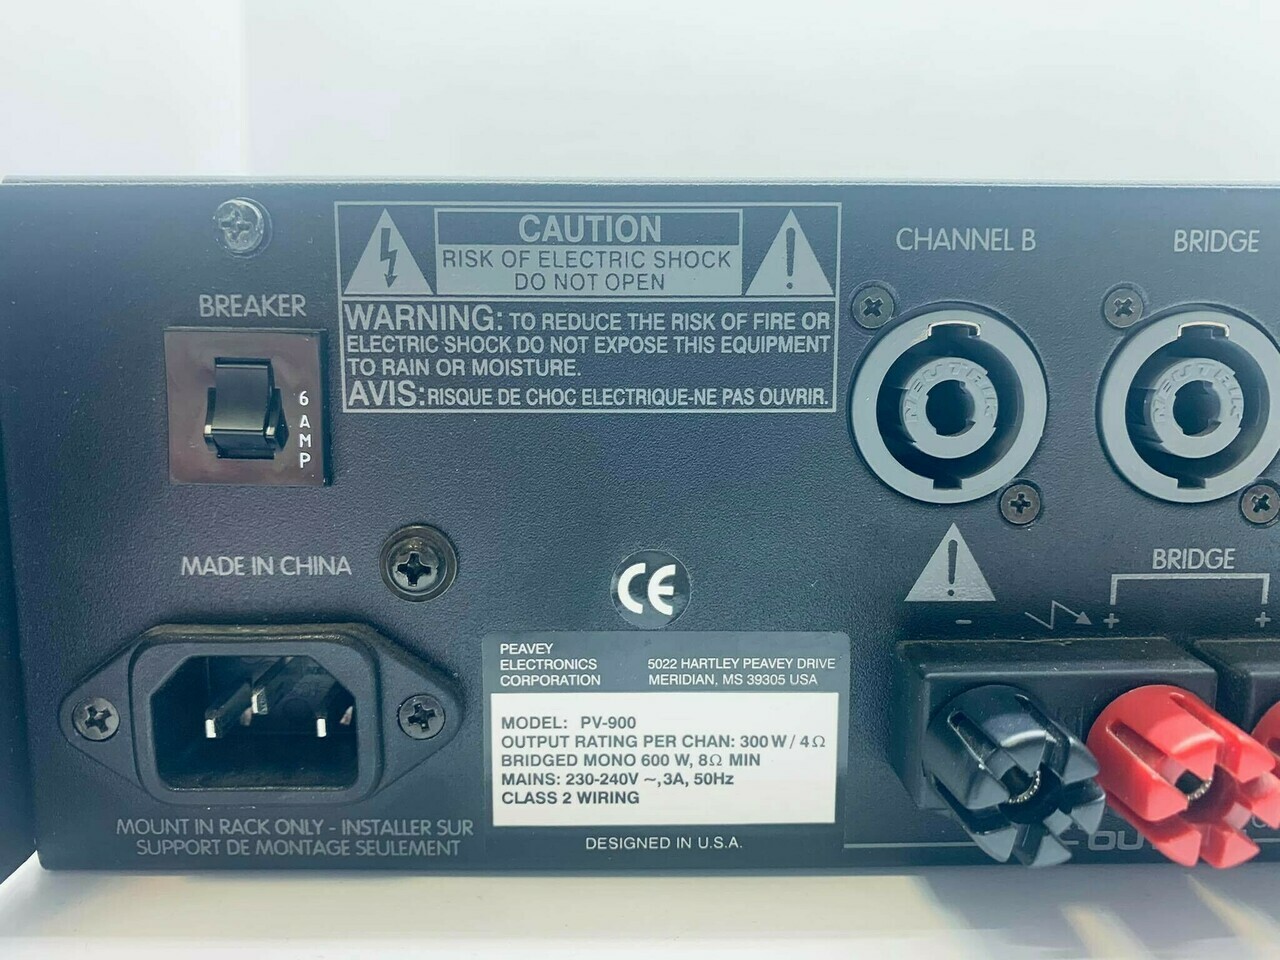 CAUTION
RISK OF ELECTRIC SHOCK
DO NOT OPEN
WARNING: TO REDUCE THE RISK OF FIRE OR
ELECTRIC SHOCK DO NOT EXPOSE THIS EQUIPMENT
TO RAIN OR MOISTURE.
AVIS: RISQUE DE CHOC ELECTRIQUE-NE PAS OUVRIR.
BREAKER
6 AMP
CHANNEL B
BRIDGE
NEUTRIK
NEUTRIK
MADE IN CHINA
CE
BRIDGE
- + +
PEAVEY
ELECTRONICS
CORPORATION
5022 HARTLEY PEAVEY DRIVE
MERIDIAN, MS 39305 USA
MODEL: PV-900
OUTPUT RATING PER CHAN: 300 W / 4Ω
BRIDGED MONO 600 W, 8Ω MIN
MAINS: 230-240V ~,3A, 50Hz
CLASS 2 WIRING
DESIGNED IN U.S.A.
MOUNT IN RACK ONLY - INSTALLER SUR
SUPPORT DE MONTAGE SEULEMENT